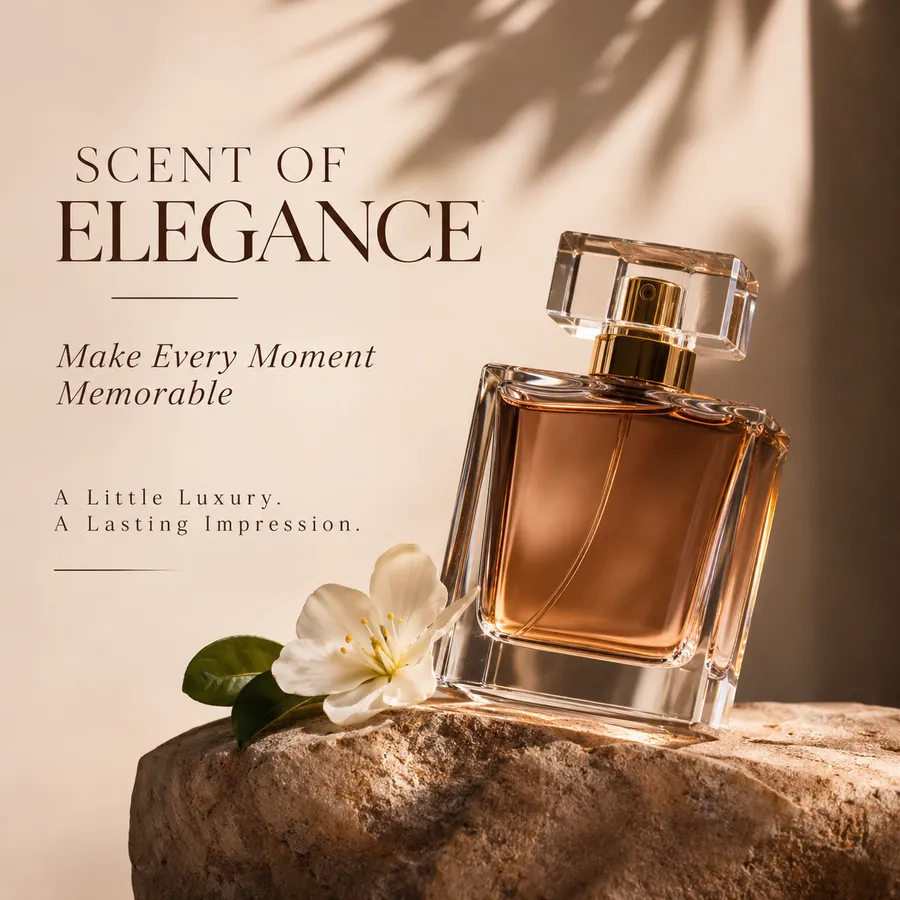 SCENT OF
ELEGANCE
Make Every Moment
Memorable
A Little Luxury.
A Lasting Impression.